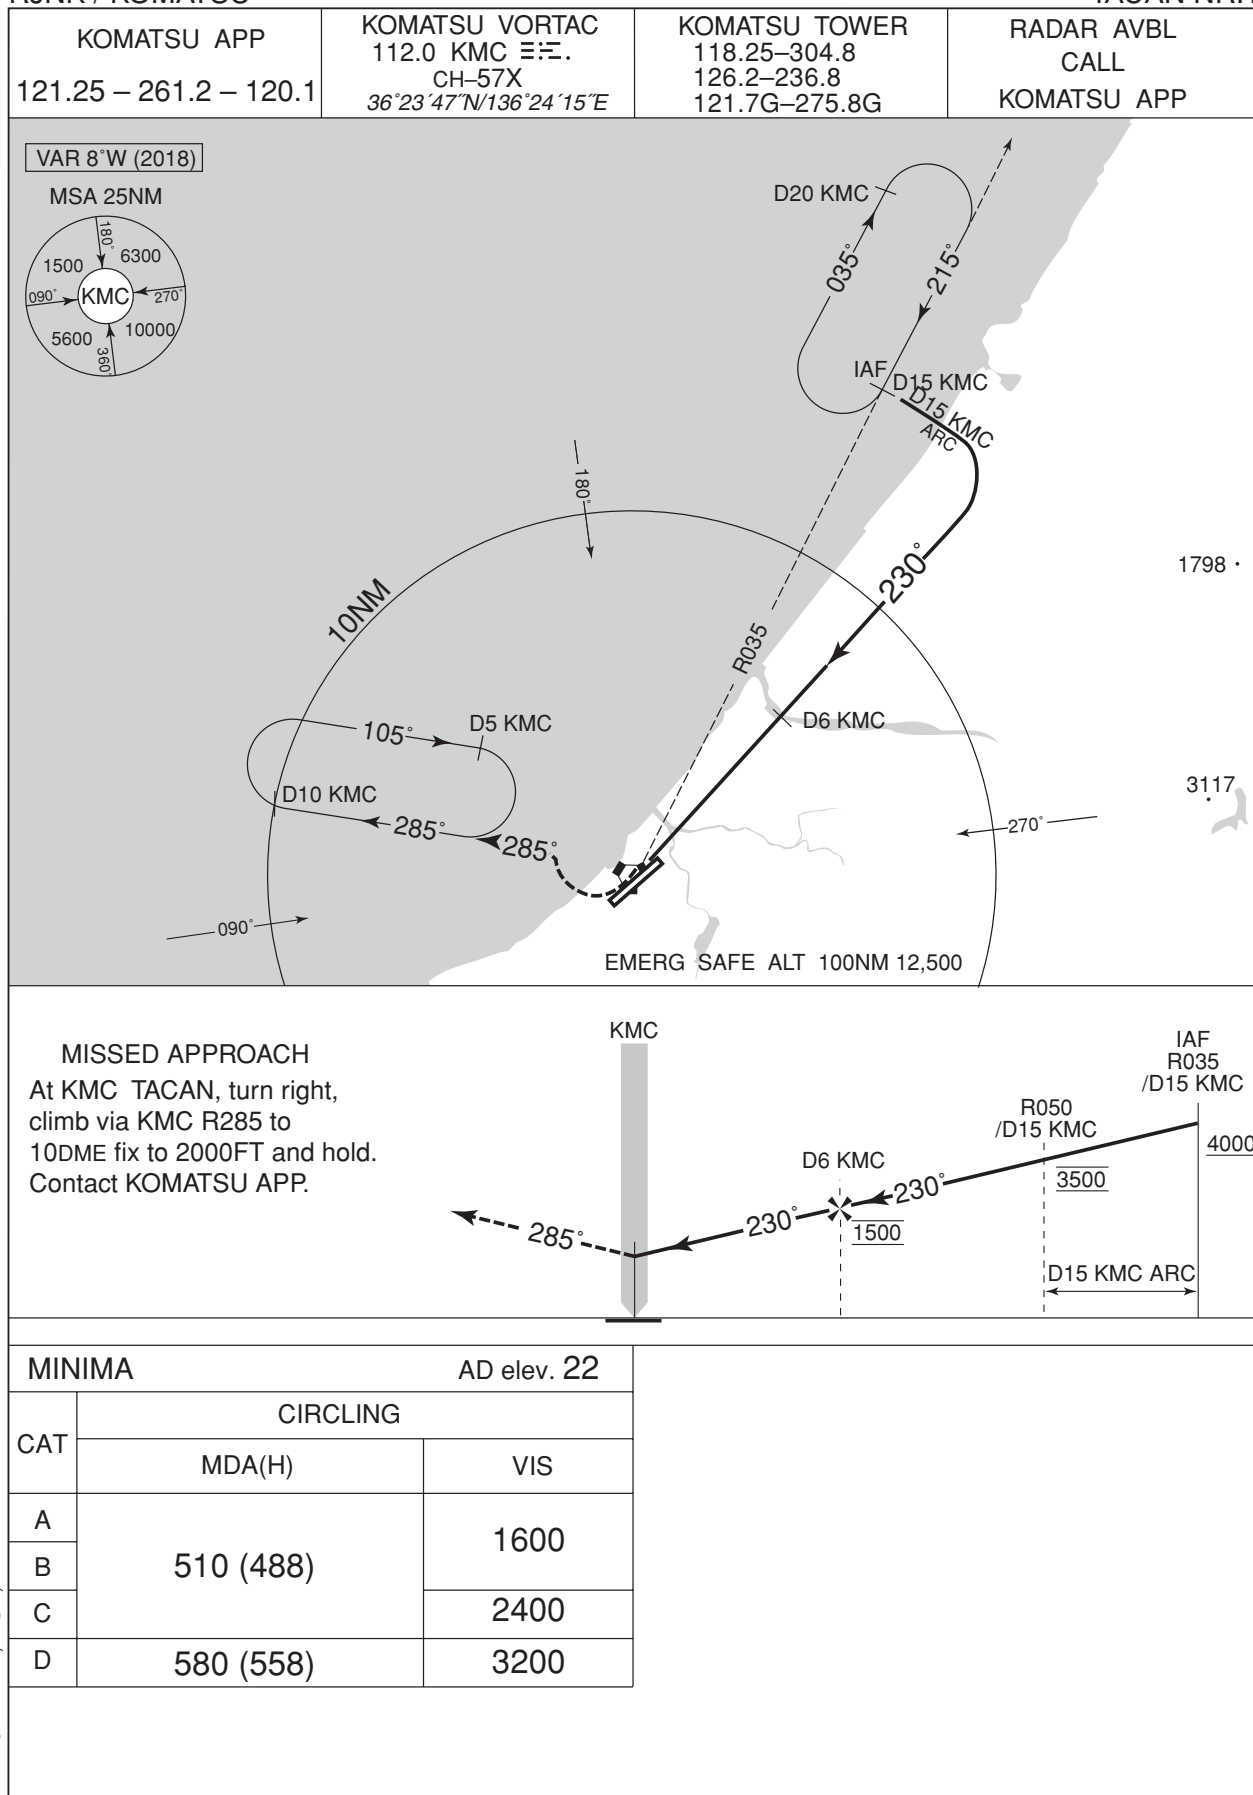 RJNK / KOMATSU
KOMATSU APP
121.25 – 261.2 – 120.1
KOMATSU VORTAC
112.0 KMC
CH–57X
36°23´47˝N/136°24´15˝E
KOMATSU TOWER
118.25–304.8
126.2–236.8
121.7G–275.8G
RADAR AVBL
CALL
KOMATSU APP
VAR 8°W (2018)
MSA 25NM
180°
1500
6300
090°
KMC
270°
5600
10000
360°
D20 KMC
035°
215°
IAF
D15 KMC
D15 KMC
ARC
180°
10NM
230°
1798
R035
D6 KMC
105°
D5 KMC
D10 KMC
285°
285°
3117
270°
090°
EMERG SAFE ALT 100NM 12,500
MISSED APPROACH
At KMC TACAN, turn right,
climb via KMC R285 to
10DME fix to 2000FT and hold.
Contact KOMATSU APP.
KMC
IAF
R035
/D15 KMC
R050
/D15 KMC
4000
D6 KMC
3500
230°
230°
1500
285°
D15 KMC ARC
MINIMA
AD elev. 22
CAT
CIRCLING
MDA(H)
VIS
A
1600
B
510 (488)
C
2400
D
580 (558)
3200